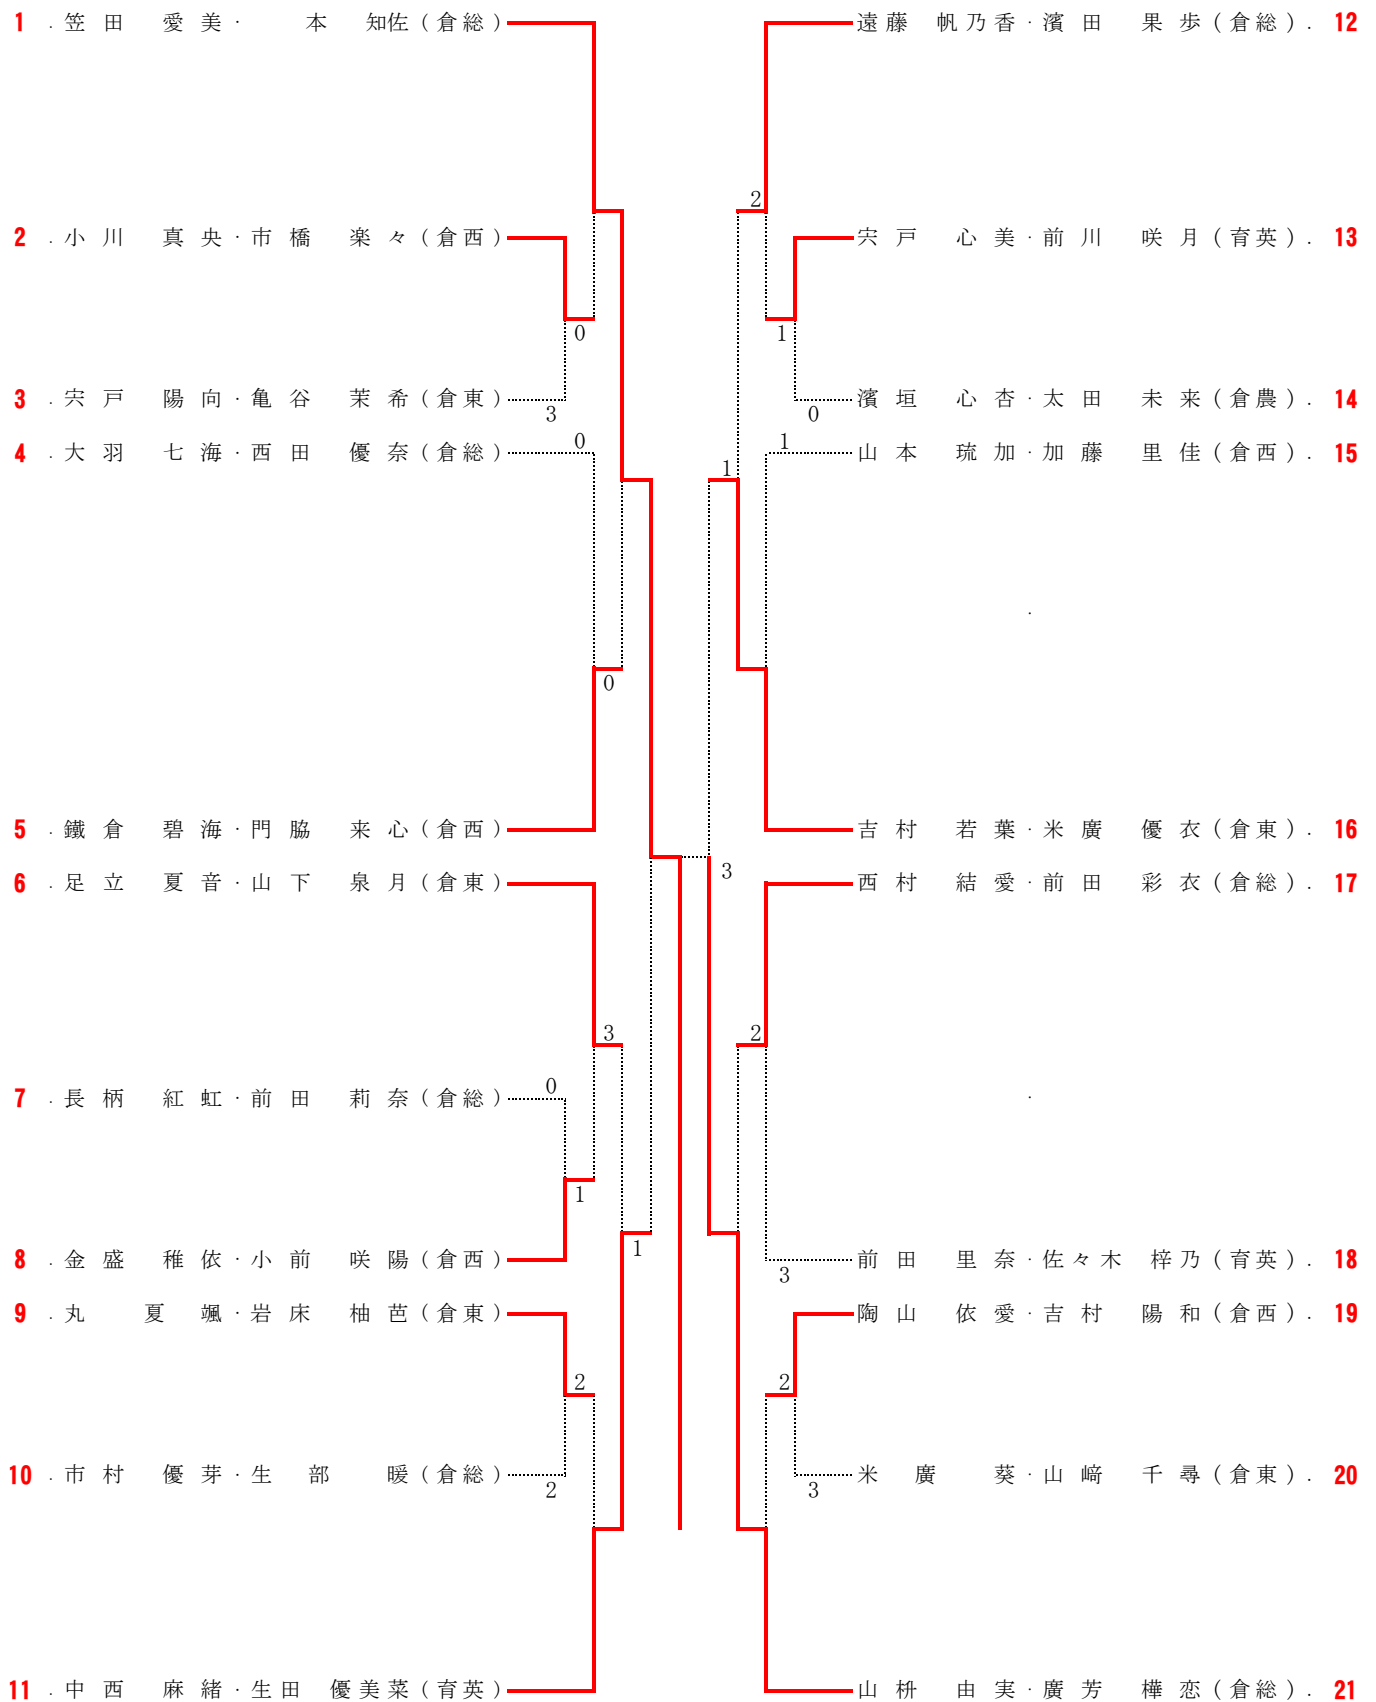 1 . 笠田 愛美 · 本 知佐 (倉総)
2 . 小川 真央 · 市橋 楽々 (倉西)
0
3 . 宍戸 陽向 · 亀谷 茉希 (倉東)
3
0
4 . 大羽 七海 · 西田 優奈 (倉総)
0
5 . 鐵倉 碧海 · 門脇 来心 (倉西)
6 . 足立 夏音 · 山下 泉月 (倉東)
3
0
7 . 長柄 紅虹 · 前田 莉奈 (倉総)
1
8 . 金盛 稚依 · 小前 咲陽 (倉西)
1
9 . 丸 夏颯 · 岩床 柚芭 (倉東)
2
10 . 市村 優芽 · 生部 暖 (倉総)
2
11 . 中西 麻緒 · 生田 優美菜 (育英)
3
遠藤 帆乃香 · 濱田 果歩 (倉総) . 12
2
宍戸 心美 · 前川 咲月 (育英) . 13
1
濱垣 心杏 · 太田 未来 (倉農) . 14
0
1
山本 琉加 · 加藤 里佳 (倉西) . 15
1
·
吉村 若葉 · 米廣 優衣 (倉東) . 16
西村 結愛 · 前田 彩衣 (倉総) . 17
2
·
前田 里奈 · 佐々木 梓乃 (育英) . 18
3
陶山 依愛 · 吉村 陽和 (倉西) . 19
2
米廣 葵 · 山﨑 千尋 (倉東) . 20
3
山枡 由実 · 廣芳 樺恋 (倉総) . 21